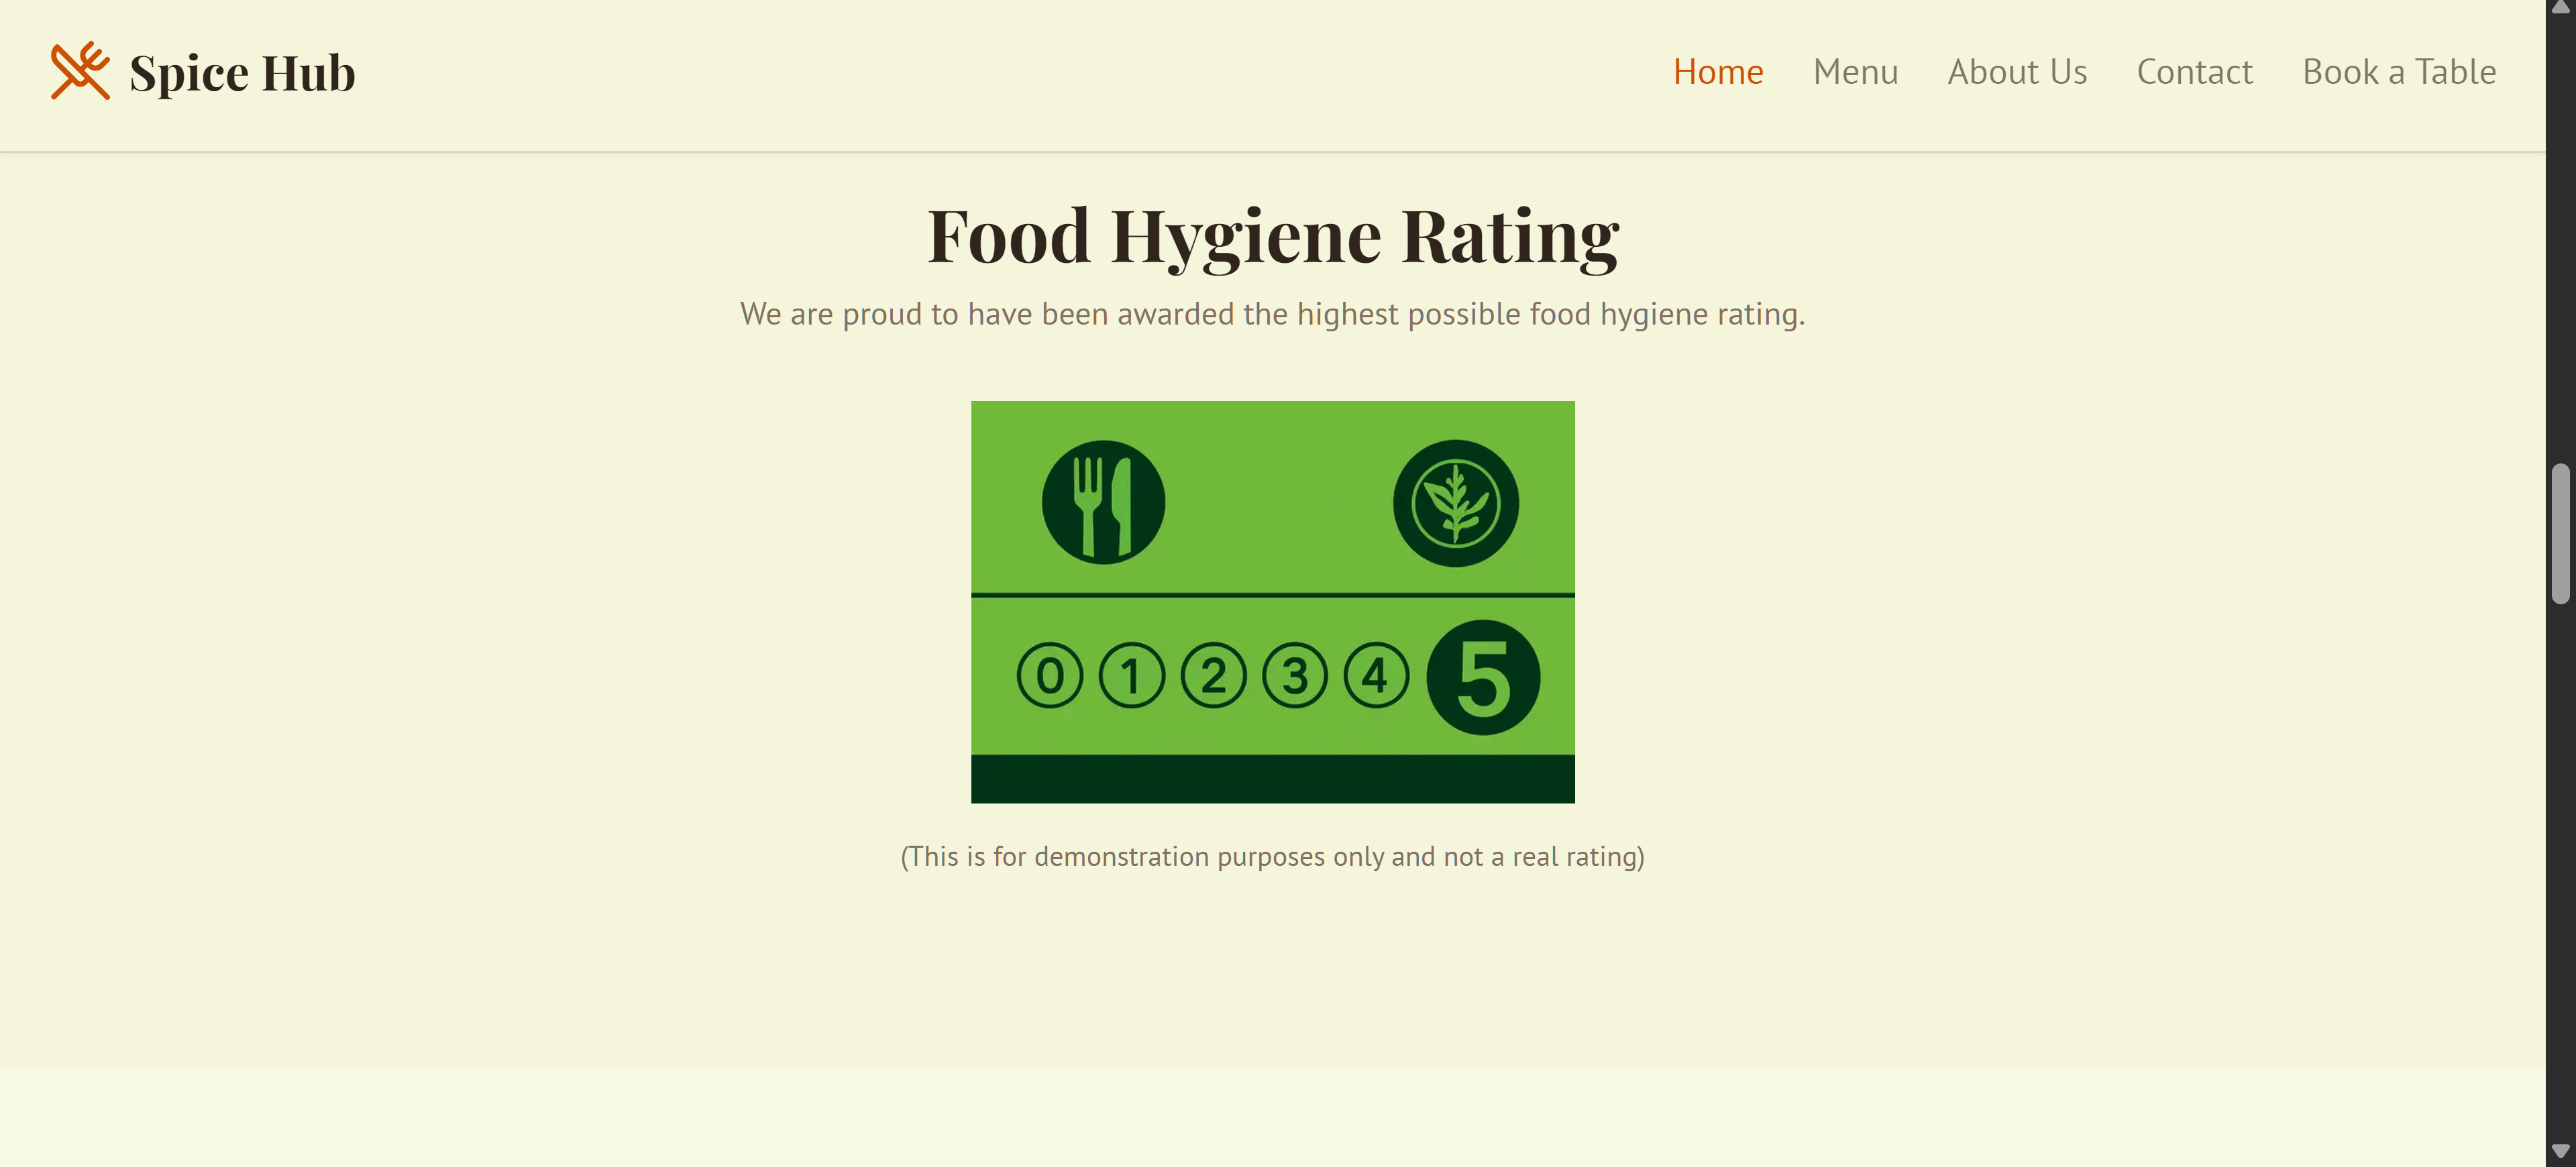 Spice Hub
Home Menu About Us Contact Book a Table
Food Hygiene Rating
We are proud to have been awarded the highest possible food hygiene rating.
0 1 2 3 4 5
(This is for demonstration purposes only and not a real rating)